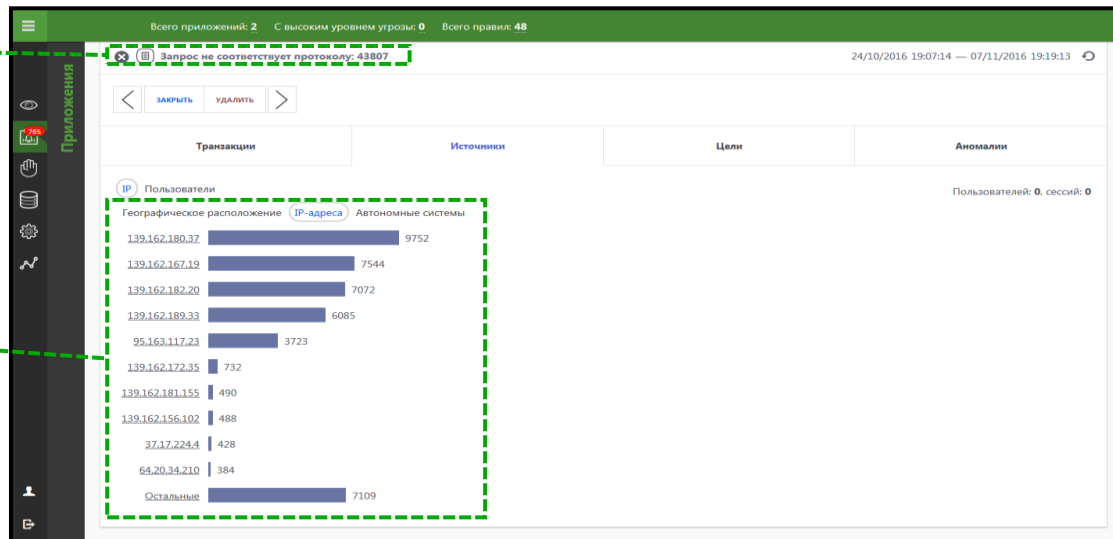 Всего приложений: 2 С высоким уровнем угрозы: 0 Всего правил: 48
Запрос не соответствует протоколу: 43807
24/10/2016 19:07:14 — 07/11/2016 19:19:13
Приложения
765
ЗАКРЫТЬ УДАЛИТЬ
Транзакции Источники Цели Аномалии
IP Пользователи
Пользователей: 0, сессий: 0
Географическое расположение IP-адреса Автономные системы
139.162.180.37 9752
139.162.167.19 7544
139.162.182.20 7072
139.162.189.33 6085
95.163.117.23 3723
139.162.172.35 732
139.162.181.155 490
139.162.156.102 488
37.17.224.4 428
64.20.34.210 384
Остальные 7109